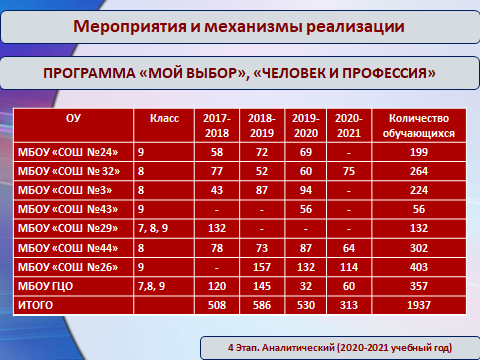 Мероприятия и механизмы реализации
ПРОГРАММА «МОЙ ВЫБОР», «ЧЕЛОВЕК И ПРОФЕССИЯ»
ОУ Класс 2017-2018 2018-2019 2019-2020 2020-2021 Количество обучающихся
МБОУ «СОШ №24» 9 58 72 69 - 199
МБОУ «СОШ № 32» 8 77 52 60 75 264
МБОУ «СОШ №3» 8 43 87 94 - 224
МБОУ «СОШ №43» 9 - - 56 - 56
МБОУ «СОШ №29» 7, 8, 9 132 - - - 132
МБОУ «СОШ №44» 8 78 73 87 64 302
МБОУ «СОШ №26» 9 - 157 132 114 403
МБОУ ГЦО 7,8, 9 120 145 32 60 357
ИТОГО 508 586 530 313 1937
4 Этап. Аналитический (2020-2021 учебный год)